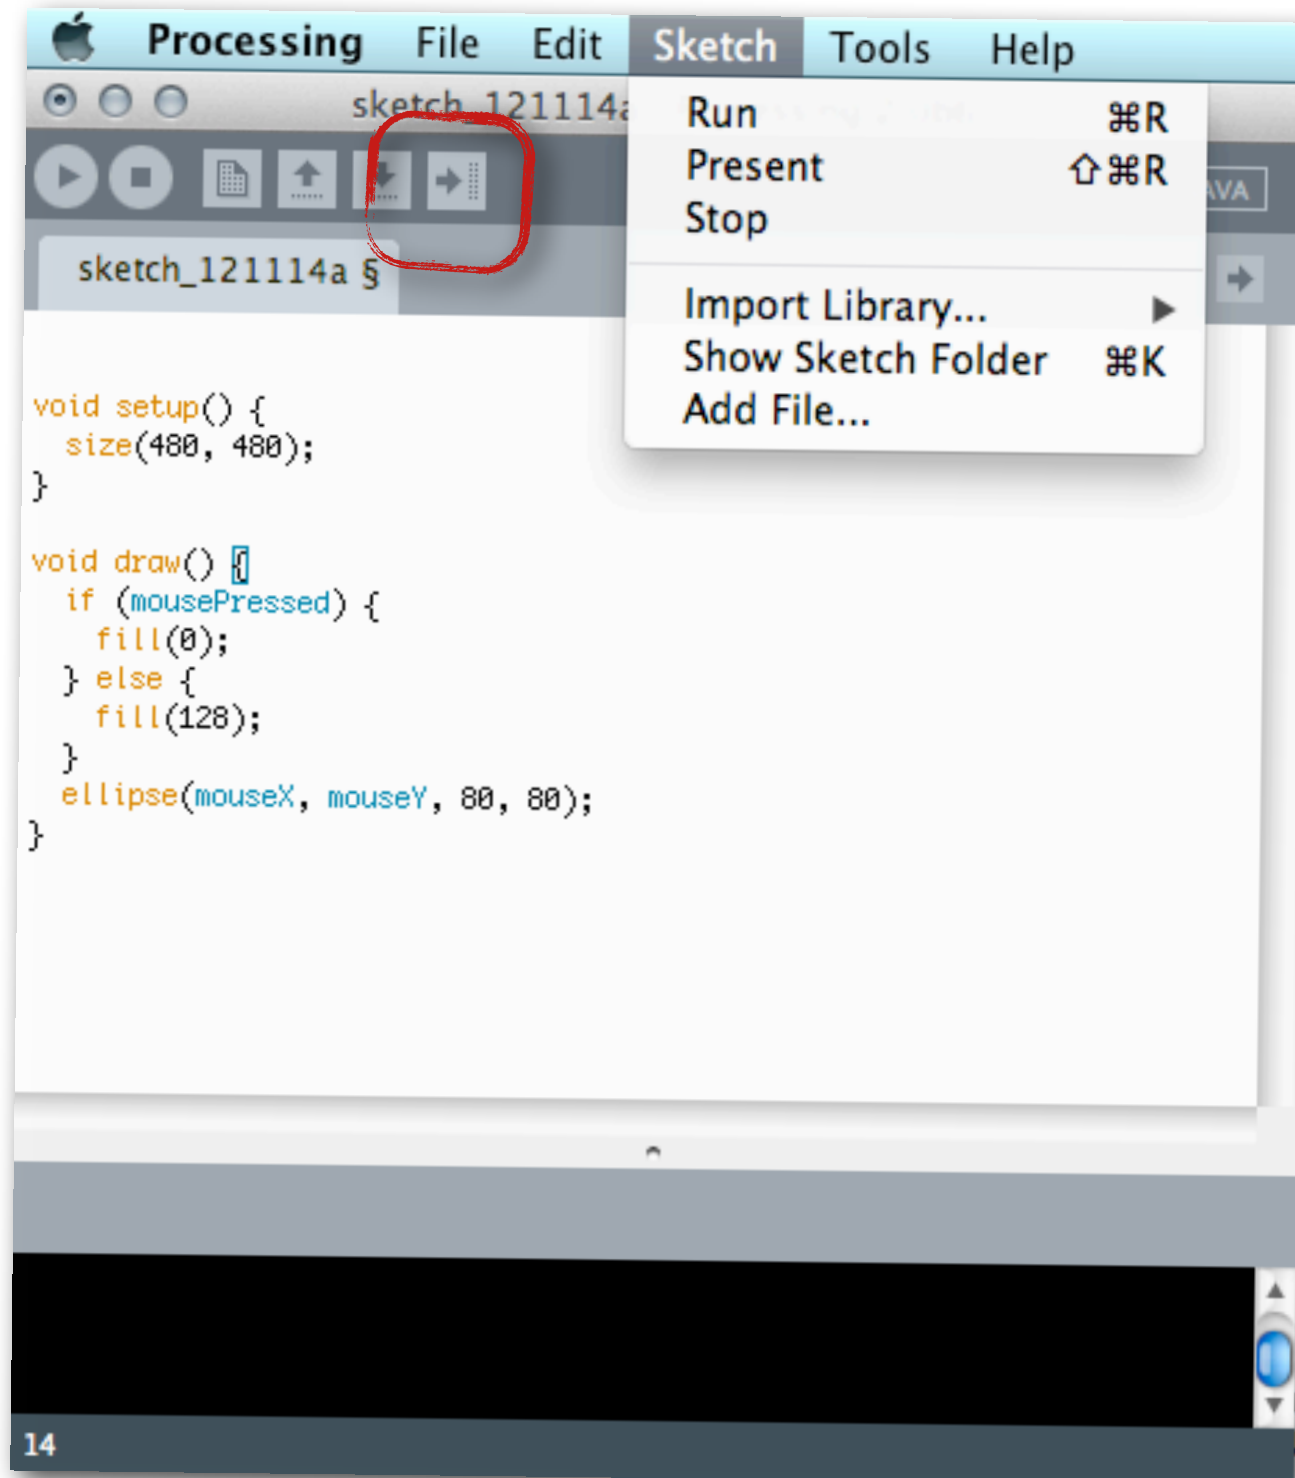 Processing File Edit Sketch Tools Help
sketch_121114a
Run ⌘R
Present ⇧⌘R
Stop
Import Library... ▶
Show Sketch Folder ⌘K
Add File...
sketch_121114a §
void setup() {
  size(480, 480);
}
void draw() {
  if (mousePressed) {
    fill(0);
  } else {
    fill(128);
  }
  ellipse(mouseX, mouseY, 80, 80);
}
14